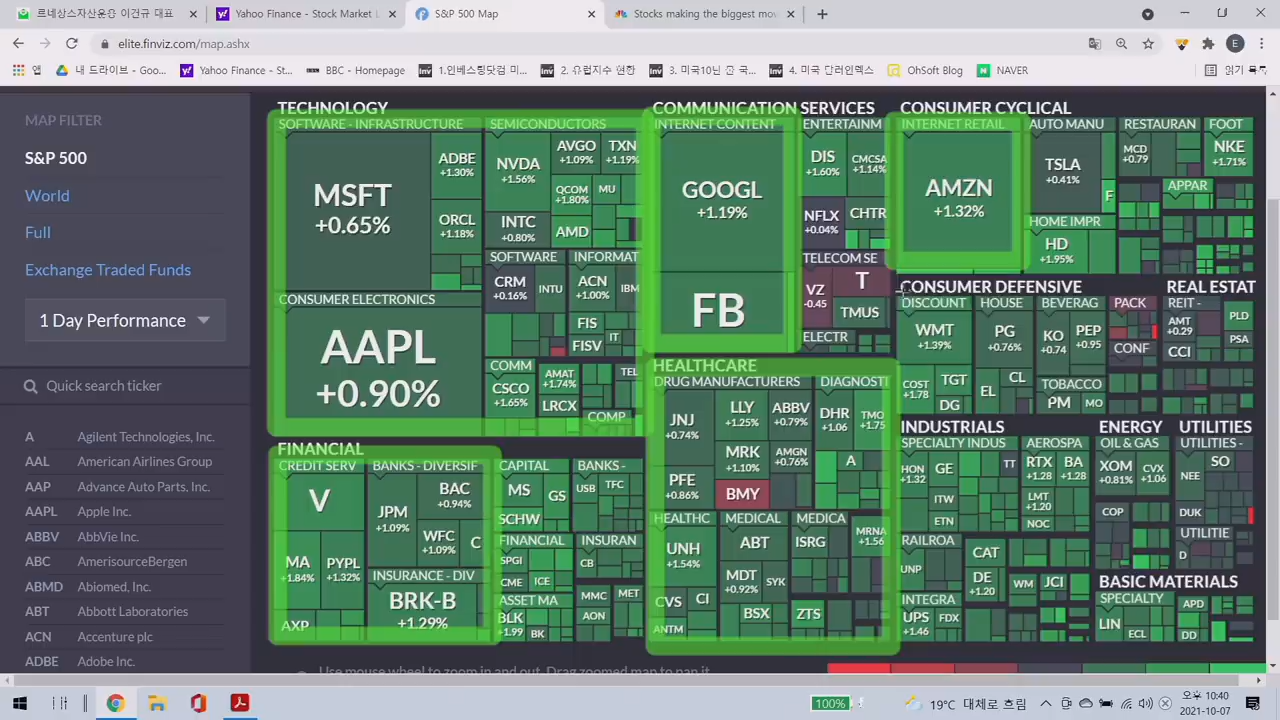 르네상스자산운용 이건규 대표
Yahoo Finance - Stock Market L
S&P 500 Map
Stocks making the biggest mov
elite.finviz.com/map.ashx
앱
내 드라이브 - Goo...
Yahoo Finance - St...
BBC - Homepage
1.인베스팅닷컴 미...
2. 유럽지수 현황
3. 미국10년 준 국...
4. 미국 단러인덱스
OhSoft Blog
NAVER
읽기 목록
MAP FILTER
S&P 500
World
Full
Exchange Traded Funds
1 Day Performance
Quick search ticker
A Agilent Technologies, Inc.
AAL American Airlines Group
AAP Advance Auto Parts, Inc.
AAPL Apple Inc.
ABBV AbbVie Inc.
ABC AmerisourceBergen
ABMD Abiomed, Inc.
ABT Abbott Laboratories
ACN Accenture plc
ADBE Adobe Inc.
TECHNOLOGY
SOFTWARE - INFRASTRUCTURE
MSFT
+0.65%
ADBE
+1.30%
ORCL
+1.18%
SEMICONDUCTORS
NVDA
+1.56%
AVGO
+1.09%
TXN
+1.19%
QCOM
+1.80%
MU
INTC
+0.80%
AMD
CONSUMER ELECTRONICS
AAPL
+0.90%
SOFTWARE
CRM
+0.16%
INTU
INFORMAT
ACN
+1.00%
IBM
FIS
IT
FISV
COMM
CSCO
+1.65%
AMAT
+1.74%
LRCX
TEL
COMP
COMMUNICATION SERVICES
INTERNET CONTENT
GOOGL
+1.19%
FB
ENTERTAINM
DIS
+1.60%
CMCSA
+1.14%
NFLX
+0.04%
CHTR
TELECOM SE
VZ
-0.45
T
TMUS
ELECTR
CONSUMER CYCLICAL
INTERNET RETAIL
AMZN
+1.32%
AUTO MANU
TSLA
+0.41%
F
RESTAURAN
MCD
+0.79
FOOT
NKE
+1.71%
APPAR
HOME IMPR
HD
+1.95%
CONSUMER DEFENSIVE
DISCOUNT
WMT
+1.39%
COST
+1.78
TGT
DG
HOUSE
PG
+0.76%
EL
CL
BEVERAG
KO
+0.74
PEP
+0.95
TOBACCO
PM
MO
PACK
CONF
REAL ESTAT
REIT -
AMT
+0.29
CCI
PLD
PSA
FINANCIAL
CREDIT SERV
V
MA
+1.84%
PYPL
+1.32%
AXP
BANKS - DIVERSIF
JPM
+1.09%
BAC
+0.94%
WFC
+1.09%
C
INSURANCE - DIV
BRK-B
+1.29%
CAPITAL
MS
GS
SCHW
FINANCIAL
SPGI
CME
ICE
ASSET MA
BLK
+1.99
BK
BANKS -
USB
TFC
INSURAN
CB
MMC
MET
AON
HEALTHCARE
DRUG MANUFACTURERS
JNJ
+0.74%
LLY
+1.25%
ABBV
+0.79%
MRK
+1.10%
AMGN
+0.76%
PFE
+0.86%
BMY
DIAGNOSTI
DHR
+1.06
TMO
+1.75
A
HEALTHC
UNH
+1.54%
CVS
CI
ANTM
MEDICAL
ABT
MDT
+0.92%
SYK
BSX
MEDICA
ISRG
MRNA
+1.56
ZTS
INDUSTRIALS
SPECIALTY INDUS
HON
+1.32
GE
TT
ITW
ETN
AEROSPA
RTX
+1.28
BA
+1.28
LMT
+1.20
NOC
RAILROA
UNP
CAT
DE
+1.20
WM
JCI
INTEGRA
UPS
+1.46
FDX
ENERGY
OIL & GAS
XOM
+0.81%
CVX
+1.06
COP
UTILITIES
UTILITIES -
NEE
SO
DUK
UTILITIE
D
BASIC MATERIALS
SPECIALTY
LIN
ECL
APD
DD
Use mouse wheel to zoom in and out. Drag zoomed map to pan it.
100%
19°C 대체로 흐림
오후 10:40
2021-10-07